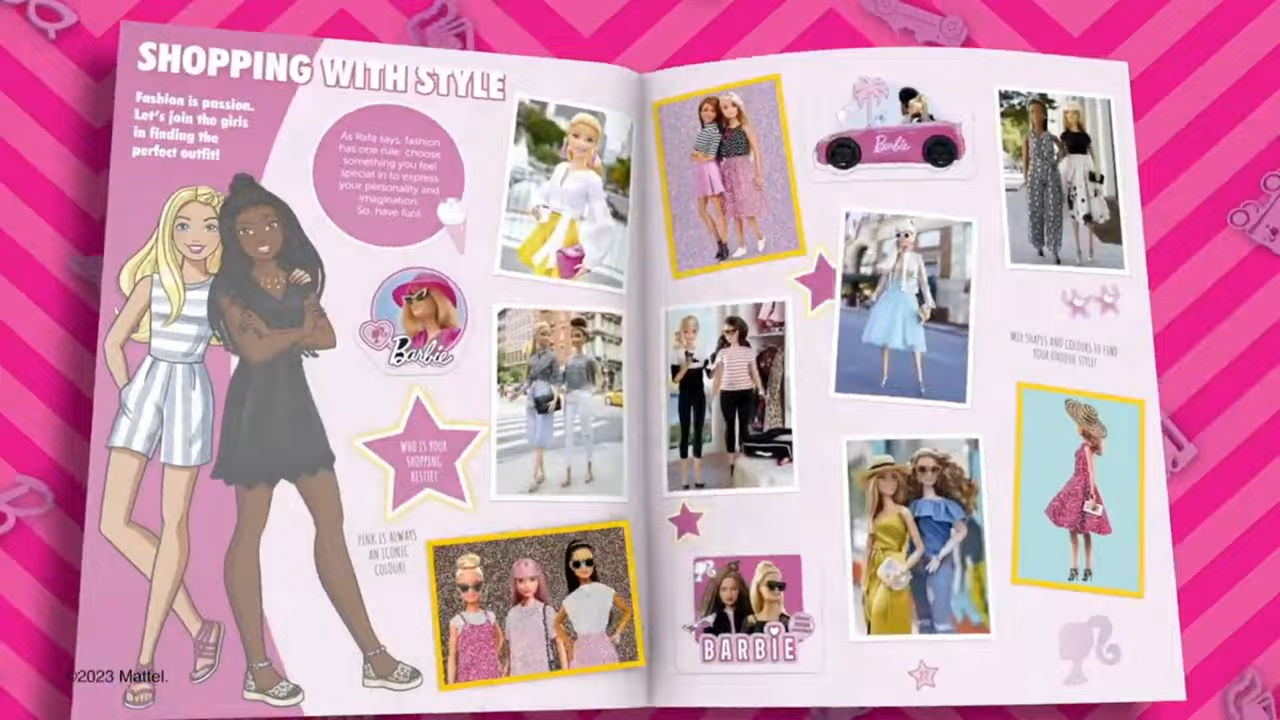 SHOPPING WITH STYLE
Fashion is passion.
Let's join the girls
in finding the
perfect outfit!
As Rafa says, fashion
has one rule: choose
something you feel
special in to express
your personality and
imagination.
So, have fun!
Barbie
WHO IS YOUR
SHOPPING
BESTIE?
PINK IS ALWAYS
AN ICONIC
COLOUR!
Barbie
MIX SHAPES AND COLOURS TO FIND
YOUR UNIQUE STYLE!
BARBIE
©2023 Mattel.